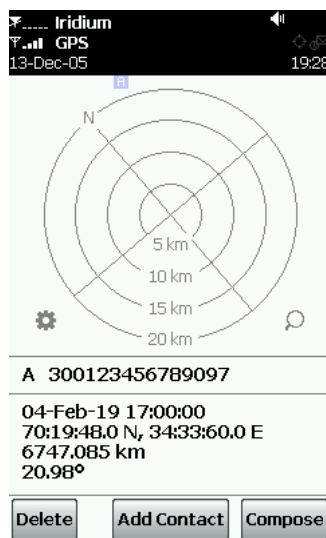 Iridium
GPS
13-Dec-05 19:28
A
N
5 km
10 km
15 km
20 km
A 300123456789097
04-Feb-19 17:00:00
70:19:48.0 N, 34:33:60.0 E
6747.085 km
20.98º
Delete Add Contact Compose